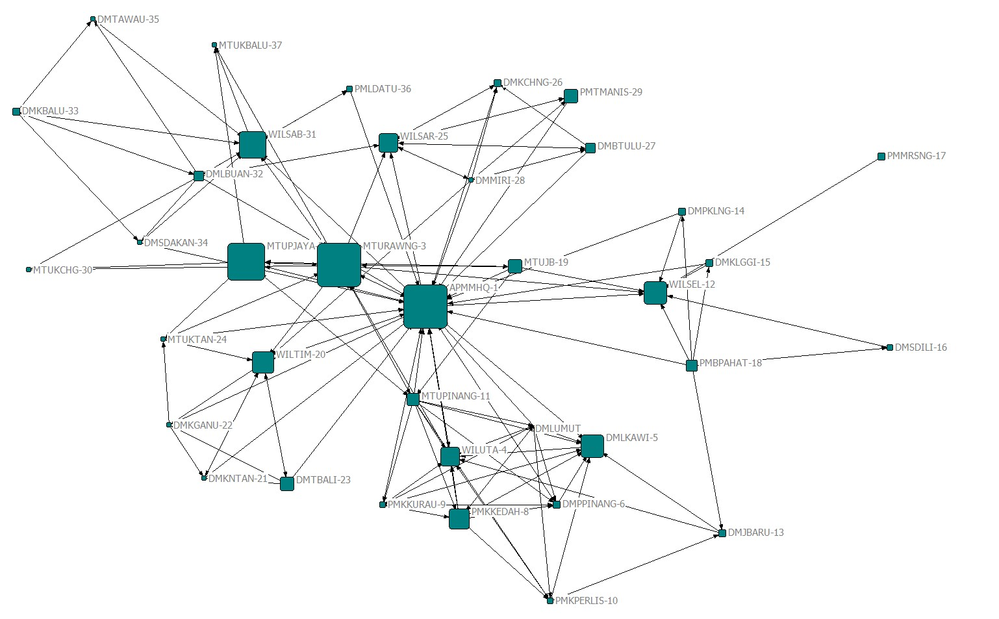 DMTAWAU-35
MTUKBALU-37
DMKCHNG-26
PMLDATU-36
PMTMANIS-29
DMKBALU-33
WILSAB-31
WILSAR-25
DMBTULU-27
PMMRSNG-17
DMLBUAN-32
DMMIRI-28
DMPKLNG-14
DMSDAKAN-34
MTUPJAYA-
MTURAWNG-3
MTUJB-19
DMKLGGI-15
MTUKCHG-30
WILSEL-12
APMMHQ-1
MTUKTAN-24
DMSDILI-16
WILTIM-20
PMBPAHAT-18
MTUPINANG-11
DMKGANU-22
DMLUMUT
DMLKAWI-5
WILUTA-4
DMKNTAN-21
DMTBALI-23
PMKKURAU-9
DMPPINANG-6
PMKKEDAH-8
DMJBARU-13
PMKPERLIS-10